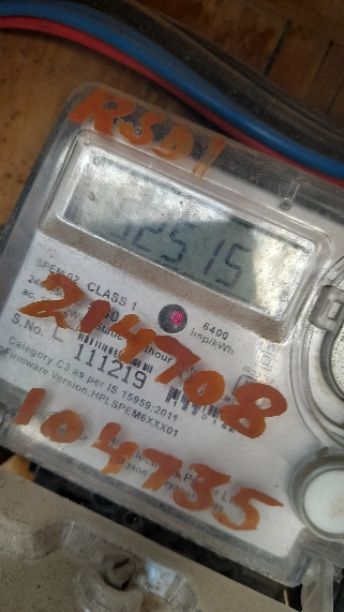 RSD1
12515
SPEM-02 CLASS 1
6400
imp/kWh
214708
S.No. L 111219
Category C3 as per IS 15959:2011
Firmware Version:HPLSPEM6XXX01
104735